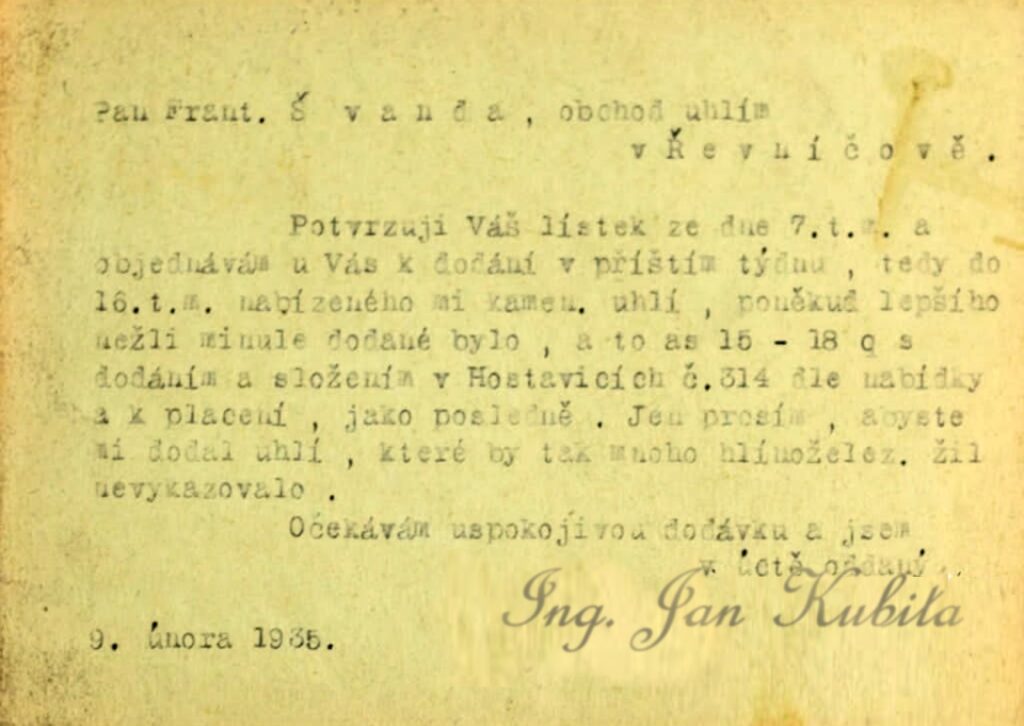 Pan Frant. Š v a n d a , obchod uhlím
v Ř e v n í č o v ě .
Potvrzuji Váš lístek ze dne 7.t.m. a
objednávám u Vás k dodání v příštím týdnu , tedy do
16.t.m. nabízeného mi kamen. uhlí , poněkud lepšího
nežli minule dodané bylo , a to as 15 - 18 q s
dodáním a složením v Hostavicích č.314 dle nabídky
a k placení , jako posledně . Jen prosím , abyste
mi dodal uhlí , které by tak mnoho hlínoželez. žil
nevykazovalo .
Očekávám uspokojivou dodávku a jsem
v úctě oddaný
Ing. Jan Kubiła
9. února 1935.